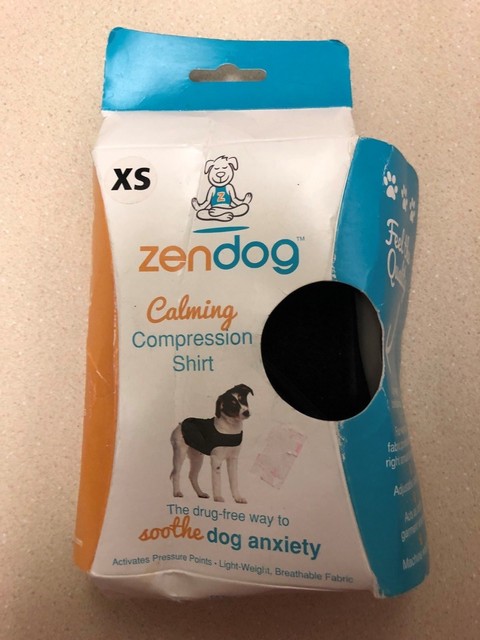 XS
Z
zendog™
Calming
Compression
Shirt
The drug-free way to
soothe dog anxiety
Activates Pressure Points • Light-Weight, Breathable Fabric
Feel